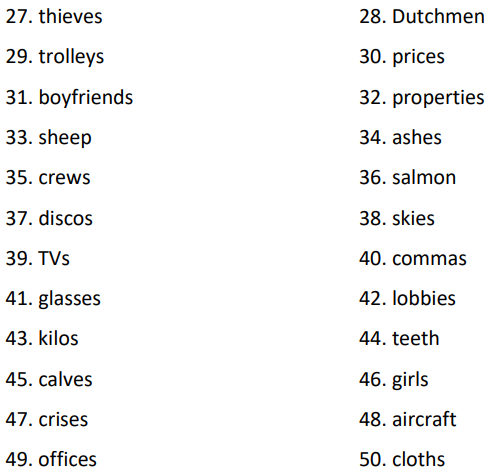 27. thieves 28. Dutchmen
29. trolleys 30. prices
31. boyfriends 32. properties
33. sheep 34. ashes
35. crews 36. salmon
37. discos 38. skies
39. TVs 40. commas
41. glasses 42. lobbies
43. kilos 44. teeth
45. calves 46. girls
47. crises 48. aircraft
49. offices 50. cloths